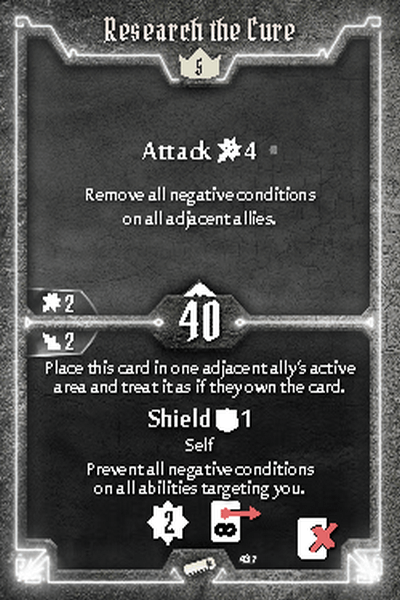 Research the Cure
5
Attack 4
Remove all negative conditions
on all adjacent allies.
2
40
2
Place this card in one adjacent ally's active
area and treat it as if they own the card.
Shield 1
Self
Prevent all negative conditions
on all abilities targeting you.
2
437